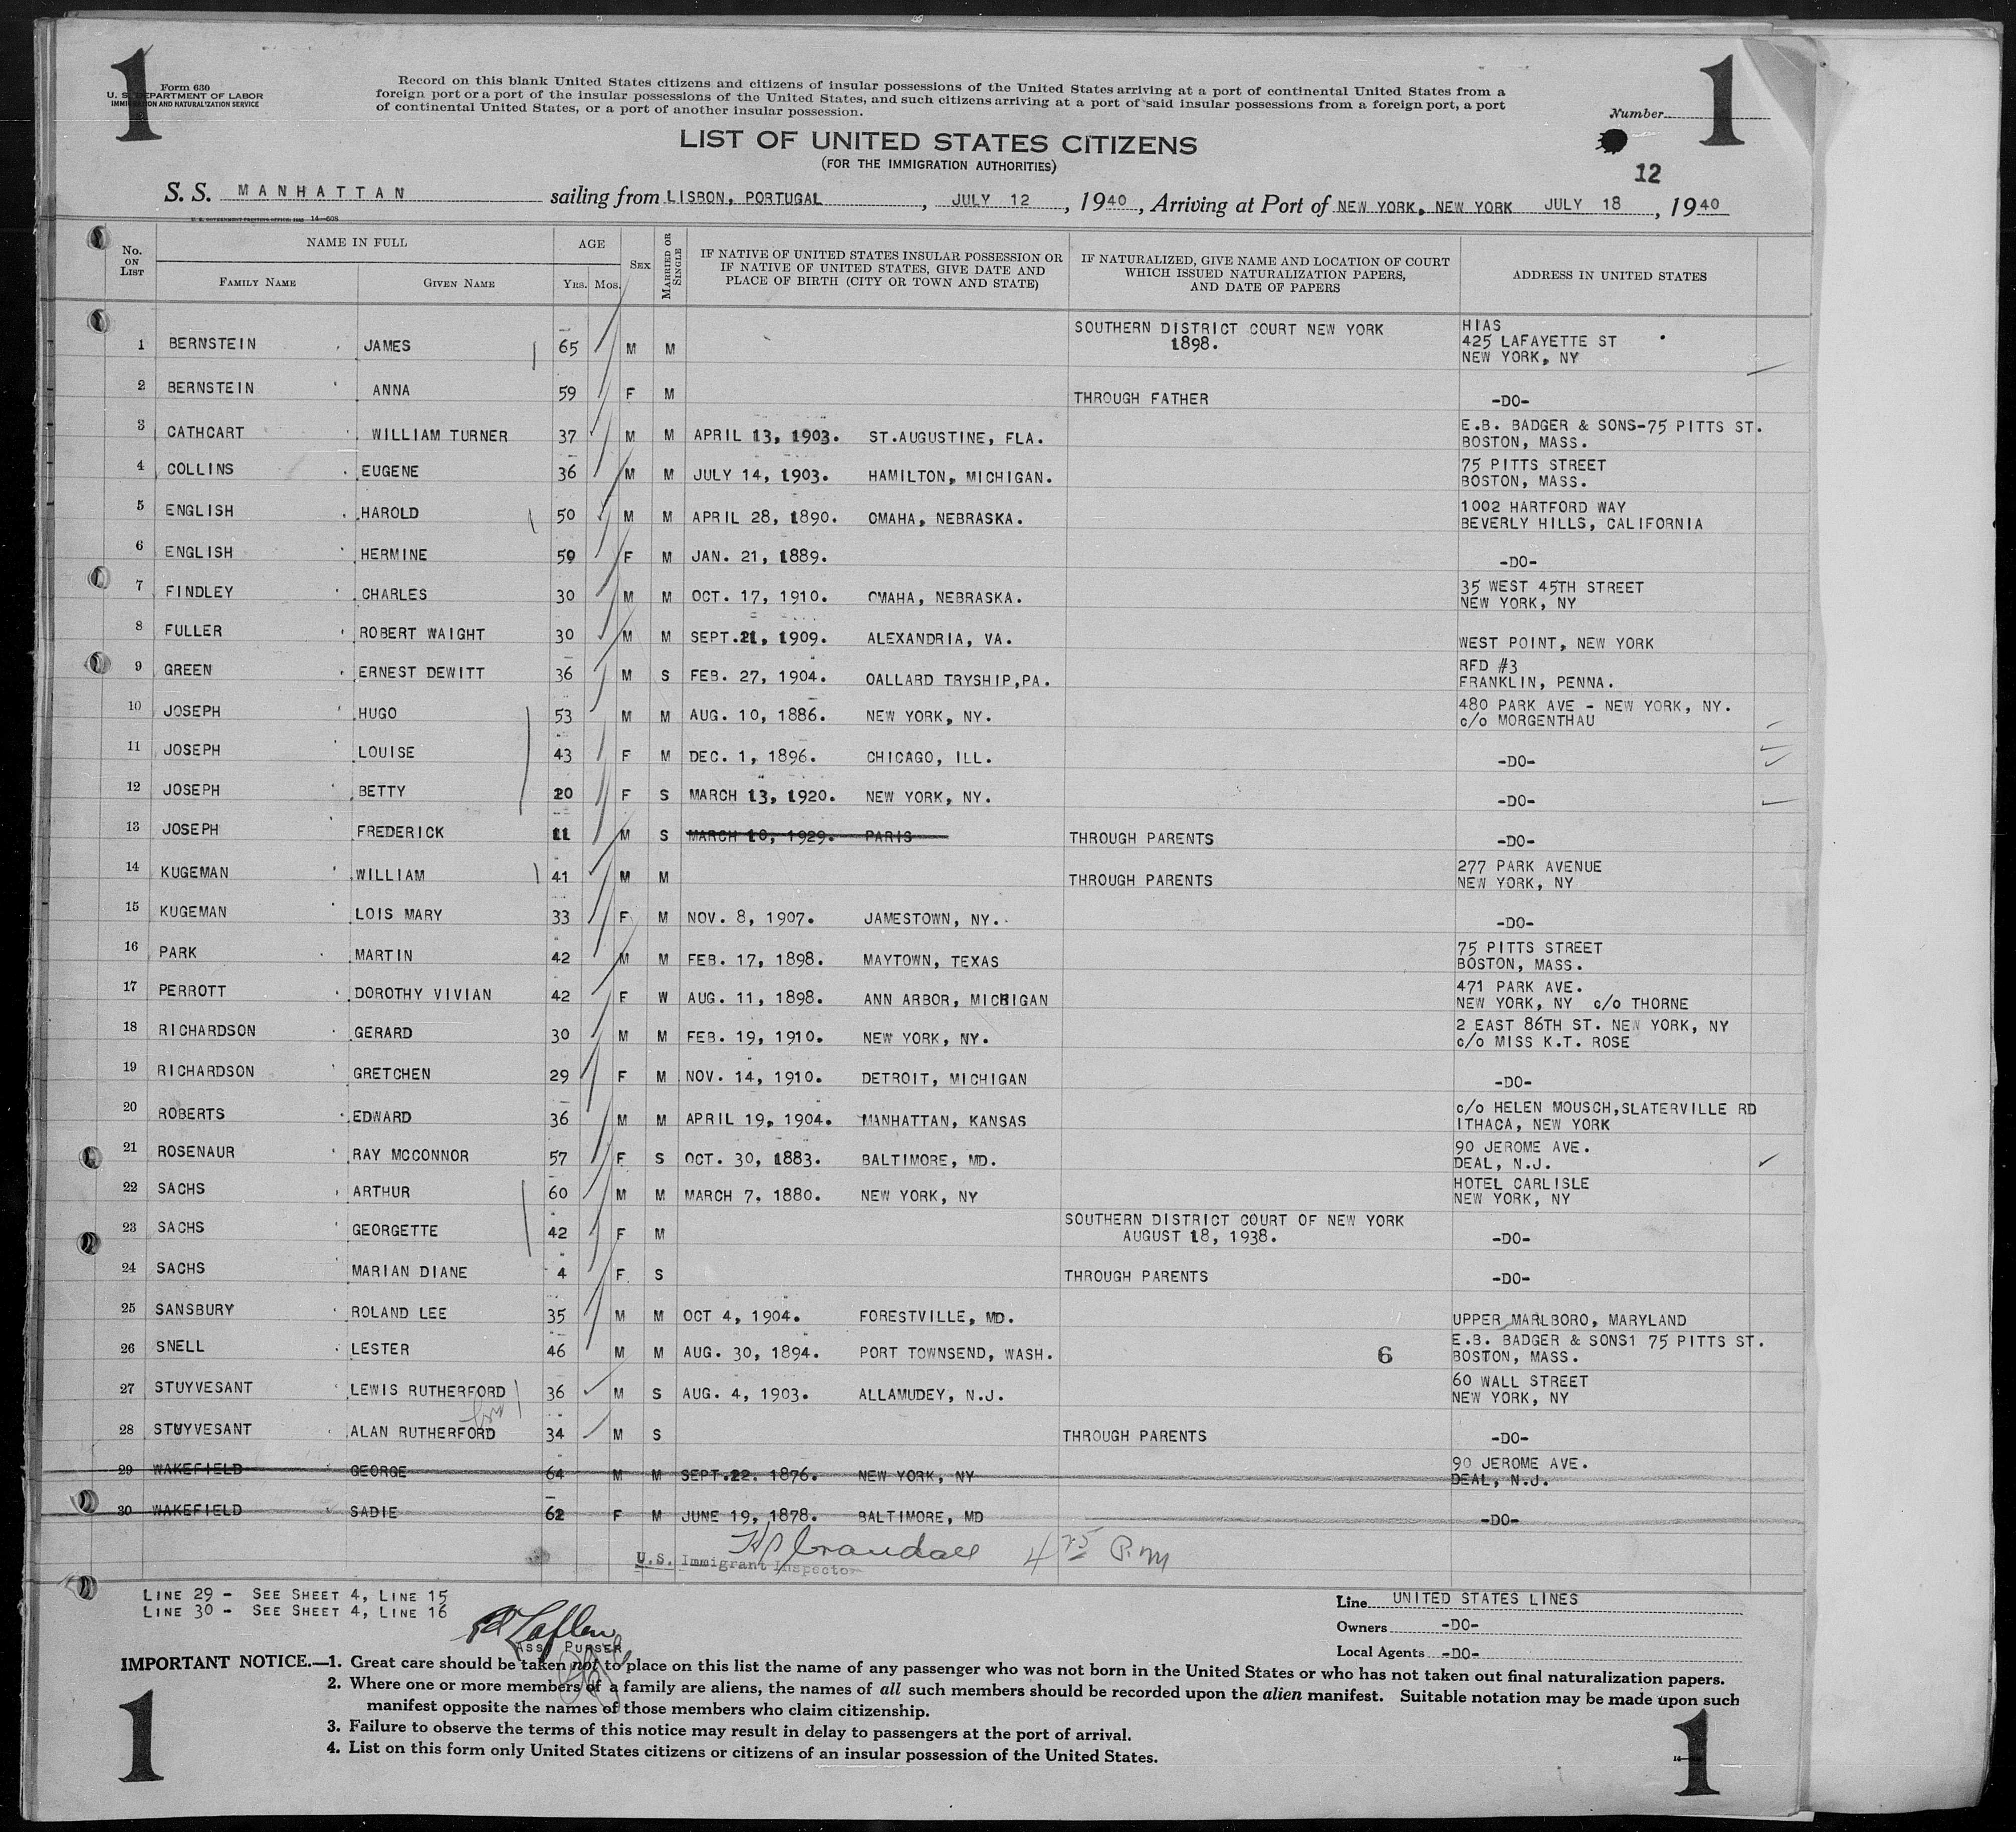 1
1
Form 630
U. S. DEPARTMENT OF LABOR
IMMIGRATION AND NATURALIZATION SERVICE
Record on this blank United States citizens and citizens of insular possessions of the United States arriving at a port of continental United States from a
foreign port or a port of the insular possessions of the United States, and such citizens arriving at a port of said insular possessions from a foreign port, a port
of continental United States, or a port of another insular possession.
Number
LIST OF UNITED STATES CITIZENS
(FOR THE IMMIGRATION AUTHORITIES)
12
S. S. MANHATTAN sailing from LISBON, PORTUGAL, JULY 12, 1940, Arriving at Port of NEW YORK, NEW YORK JULY 18, 1940
U. S. GOVERNMENT PRINTING OFFICE: 14—608
No. ON LIST NAME IN FULL FAMILY NAME GIVEN NAME AGE YRS. MOS. SEX MARRIED OR SINGLE IF NATIVE OF UNITED STATES INSULAR POSSESSION OR IF NATIVE OF UNITED STATES, GIVE DATE AND PLACE OF BIRTH (CITY OR TOWN AND STATE) IF NATURALIZED, GIVE NAME AND LOCATION OF COURT WHICH ISSUED NATURALIZATION PAPERS, AND DATE OF PAPERS ADDRESS IN UNITED STATES
1 BERNSTEIN JAMES 65 M M SOUTHERN DISTRICT COURT NEW YORK 1898. HIAS 425 LAFAYETTE ST NEW YORK, NY
2 BERNSTEIN ANNA 59 F M THROUGH FATHER -DO-
3 CATHCART WILLIAM TURNER 37 M M APRIL 13, 1903. ST.AUGUSTINE, FLA. E.B. BADGER & SONS-75 PITTS ST. BOSTON, MASS.
4 COLLINS EUGENE 36 M M JULY 14, 1903. HAMILTON, MICHIGAN. 75 PITTS STREET BOSTON, MASS.
5 ENGLISH HAROLD 50 M M APRIL 28, 1890. OMAHA, NEBRASKA. 1002 HARTFORD WAY BEVERLY HILLS, CALIFORNIA
6 ENGLISH HERMINE 50 F M JAN. 21, 1889. -DO-
7 FINDLEY CHARLES 30 M M OCT. 17, 1910. OMAHA, NEBRASKA. 35 WEST 45TH STREET NEW YORK, NY
8 FULLER ROBERT WAIGHT 30 M M SEPT.21, 1909. ALEXANDRIA, VA. WEST POINT, NEW YORK
9 GREEN ERNEST DEWITT 36 M S FEB. 27, 1904. OALLARD TRYSHIP,PA. RFD #3 FRANKLIN, PENNA.
10 JOSEPH HUGO 53 M M AUG. 10, 1886. NEW YORK, NY. 480 PARK AVE - NEW YORK, NY. c/o MORGENTHAU
11 JOSEPH LOUISE 43 F M DEC. 1, 1896. CHICAGO, ILL. -DO-
12 JOSEPH BETTY 20 F S MARCH 13, 1920. NEW YORK, NY. -DO-
13 JOSEPH FREDERICK 11 M S MARCH 10, 1929. PARIS THROUGH PARENTS -DO-
14 KUGEMAN WILLIAM 41 M M THROUGH PARENTS 277 PARK AVENUE NEW YORK, NY
15 KUGEMAN LOIS MARY 33 F M NOV. 8, 1907. JAMESTOWN, NY. -DO-
16 PARK MARTIN 42 M M FEB. 17, 1898. MAYTOWN, TEXAS 75 PITTS STREET BOSTON, MASS.
17 PERROTT DOROTHY VIVIAN 42 F W AUG. 11, 1898. ANN ARBOR, MICHIGAN 471 PARK AVE. NEW YORK, NY c/o THORNE
18 RICHARDSON GERARD 30 M M FEB. 19, 1910. NEW YORK, NY. 2 EAST 86TH ST. NEW YORK, NY c/o MISS K.T. ROSE
19 RICHARDSON GRETCHEN 29 F M NOV. 14, 1910. DETROIT, MICHIGAN -DO-
20 ROBERTS EDWARD 36 M M APRIL 19, 1904. MANHATTAN, KANSAS c/o HELEN MOUSCH,SLATERVILLE RD ITHACA, NEW YORK
21 ROSENAUR RAY MCCONNOR 57 F S OCT. 30, 1883. BALTIMORE, MD. 90 JEROME AVE. DEAL, N.J.
22 SACHS ARTHUR 60 M M MARCH 7, 1880. NEW YORK, NY HOTEL CARLISLE NEW YORK, NY
23 SACHS GEORGETTE 42 F M SOUTHERN DISTRICT COURT OF NEW YORK AUGUST 18, 1938. -DO-
24 SACHS MARIAN DIANE 4 F S THROUGH PARENTS -DO-
25 SANSBURY ROLAND LEE 35 M M OCT 4, 1904. FORESTVILLE, MD. UPPER MARLBORO, MARYLAND
26 SNELL LESTER 46 M M AUG. 30, 1894. PORT TOWNSEND, WASH. 6 E.B. BADGER & SONS1 75 PITTS ST. BOSTON, MASS.
27 STUYVESANT LEWIS RUTHERFORD 36 M S AUG. 4, 1903. ALLAMUDEY, N.J. 60 WALL STREET NEW YORK, NY
28 STUYVESANT ALAN RUTHERFORD 34 M S THROUGH PARENTS -DO-
29 WAKEFIELD GEORGE 64 M M SEPT.22. 1876. NEW YORK, NY 90 JEROME AVE. DEAL, N.J.
30 WAKEFIELD SADIE 62 F M JUNE 19, 1878. BALTIMORE, MD -DO-
Crandall 4 P.M
U.S. Immigrant Inspector
LINE 29 - SEE SHEET 4, LINE 15
LINE 30 - SEE SHEET 4, LINE 16
ASST PURSER
Line UNITED STATES LINES
Owners -DO-
Local Agents -DO-
IMPORTANT NOTICE.—1. Great care should be taken not to place on this list the name of any passenger who was not born in the United States or who has not taken out final naturalization papers.
2. Where one or more members of a family are aliens, the names of all such members should be recorded upon the alien manifest. Suitable notation may be made upon such
manifest opposite the names of those members who claim citizenship.
3. Failure to observe the terms of this notice may result in delay to passengers at the port of arrival.
4. List on this form only United States citizens or citizens of an insular possession of the United States.
1
1